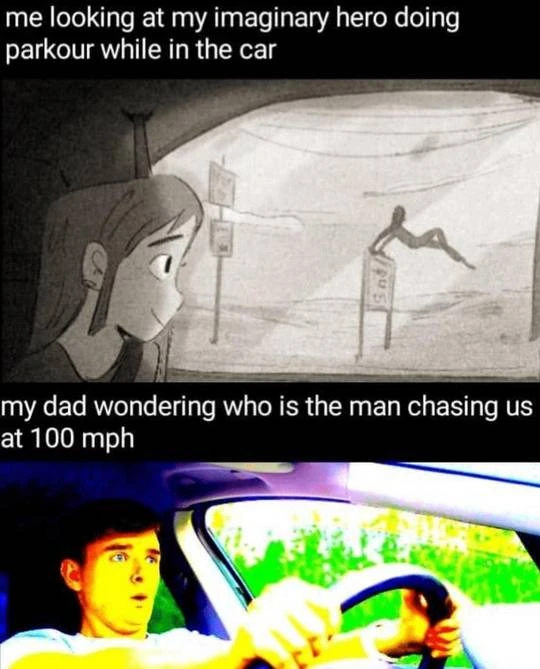 me looking at my imaginary hero doing
parkour while in the car
my dad wondering who is the man chasing us
at 100 mph